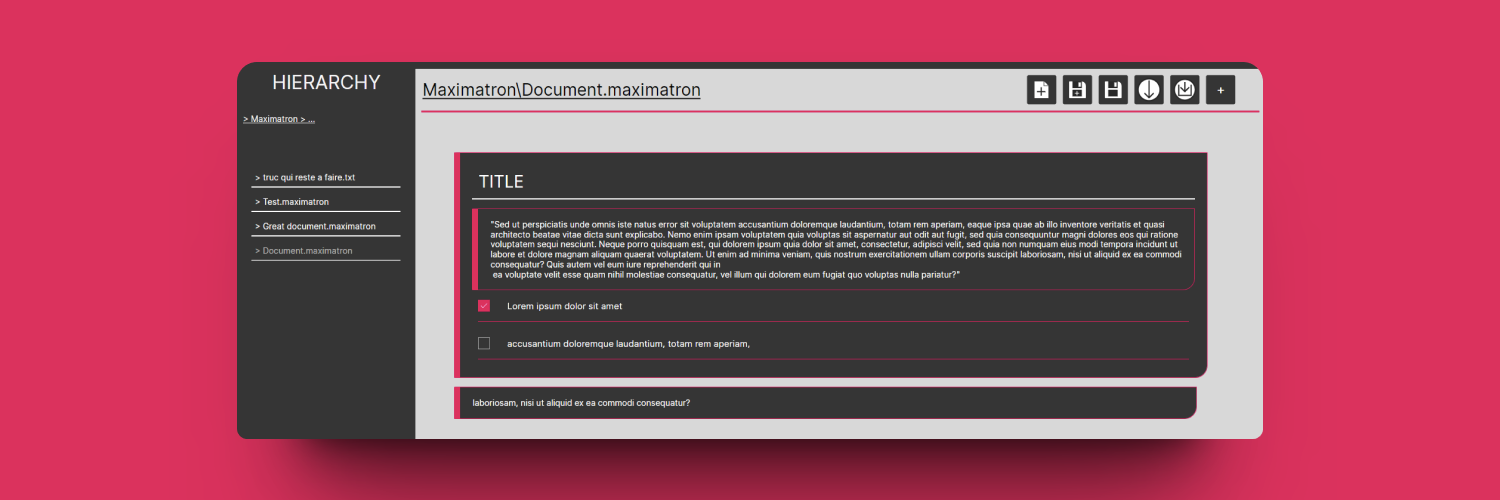 HIERARCHY
> Maximatron > ...
> truc qui reste a faire.txt
> Test.maximatron
> Great document.maximatron
> Document.maximatron
Maximatron\Document.maximatron
+
TITLE
"Sed ut perspiciatis unde omnis iste natus error sit voluptatem accusantium doloremque laudantium, totam rem aperiam, eaque ipsa quae ab illo inventore veritatis et quasi
architecto beatae vitae dicta sunt explicabo. Nemo enim ipsam voluptatem quia voluptas sit aspernatur aut odit aut fugit, sed quia consequuntur magni dolores eos qui ratione
voluptatem sequi nesciunt. Neque porro quisquam est, qui dolorem ipsum quia dolor sit amet, consectetur, adipisci velit, sed quia non numquam eius modi tempora incidunt ut
labore et dolore magnam aliquam quaerat voluptatem. Ut enim ad minima veniam, quis nostrum exercitationem ullam corporis suscipit laboriosam, nisi ut aliquid ex ea commodi
consequatur? Quis autem vel eum iure reprehenderit qui in
voluptate velit esse quam nihil molestiae consequatur, vel illum qui dolorem eum fugiat quo voluptas nulla pariatur?"
Lorem ipsum dolor sit amet
accusantium doloremque laudantium, totam rem aperiam,
laboriosam, nisi ut aliquid ex ea commodi consequatur?